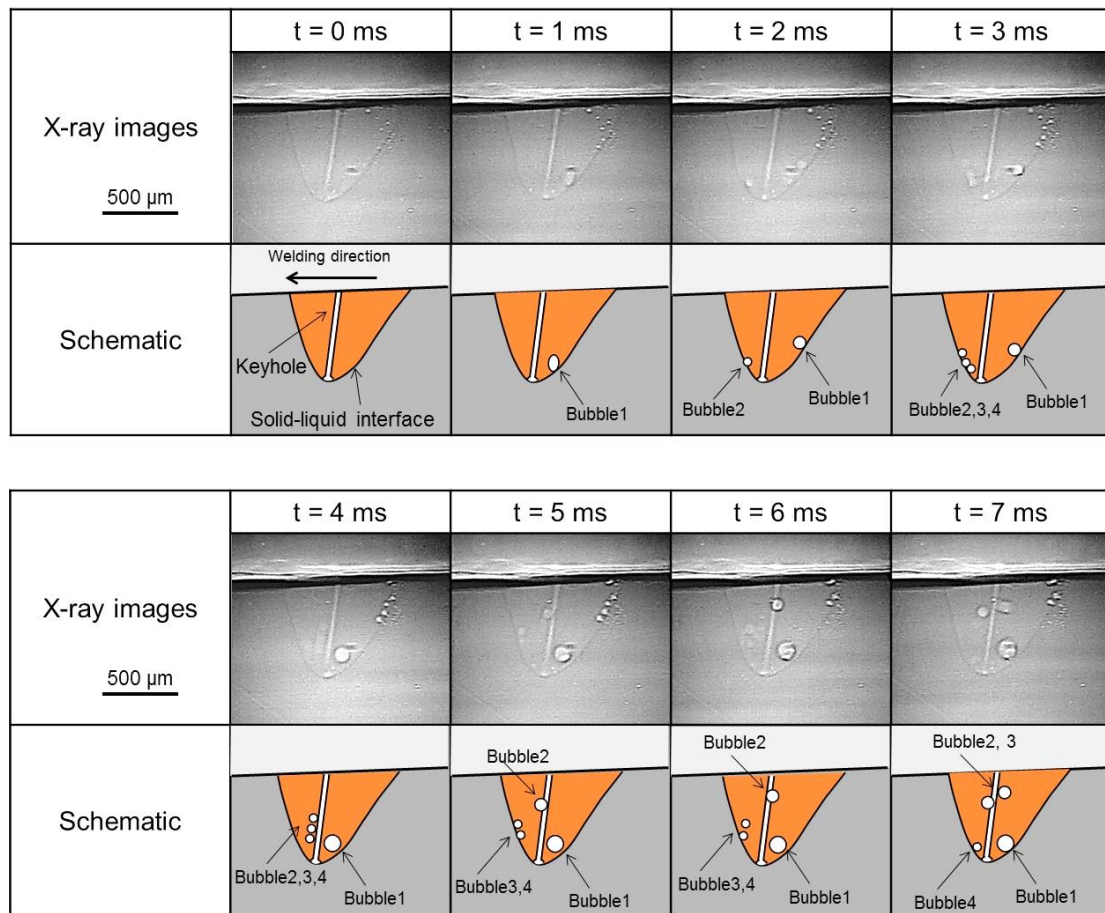 t = 0 ms t = 1 ms t = 2 ms t = 3 ms
X-ray images
500 µm
Schematic
Welding direction
Keyhole
Solid-liquid interface
Bubble1
Bubble2
Bubble1
Bubble2,3,4
Bubble1
t = 4 ms t = 5 ms t = 6 ms t = 7 ms
X-ray images
500 µm
Schematic
Bubble2,3,4
Bubble1
Bubble2
Bubble3,4
Bubble1
Bubble2
Bubble3,4
Bubble1
Bubble2, 3
Bubble4
Bubble1